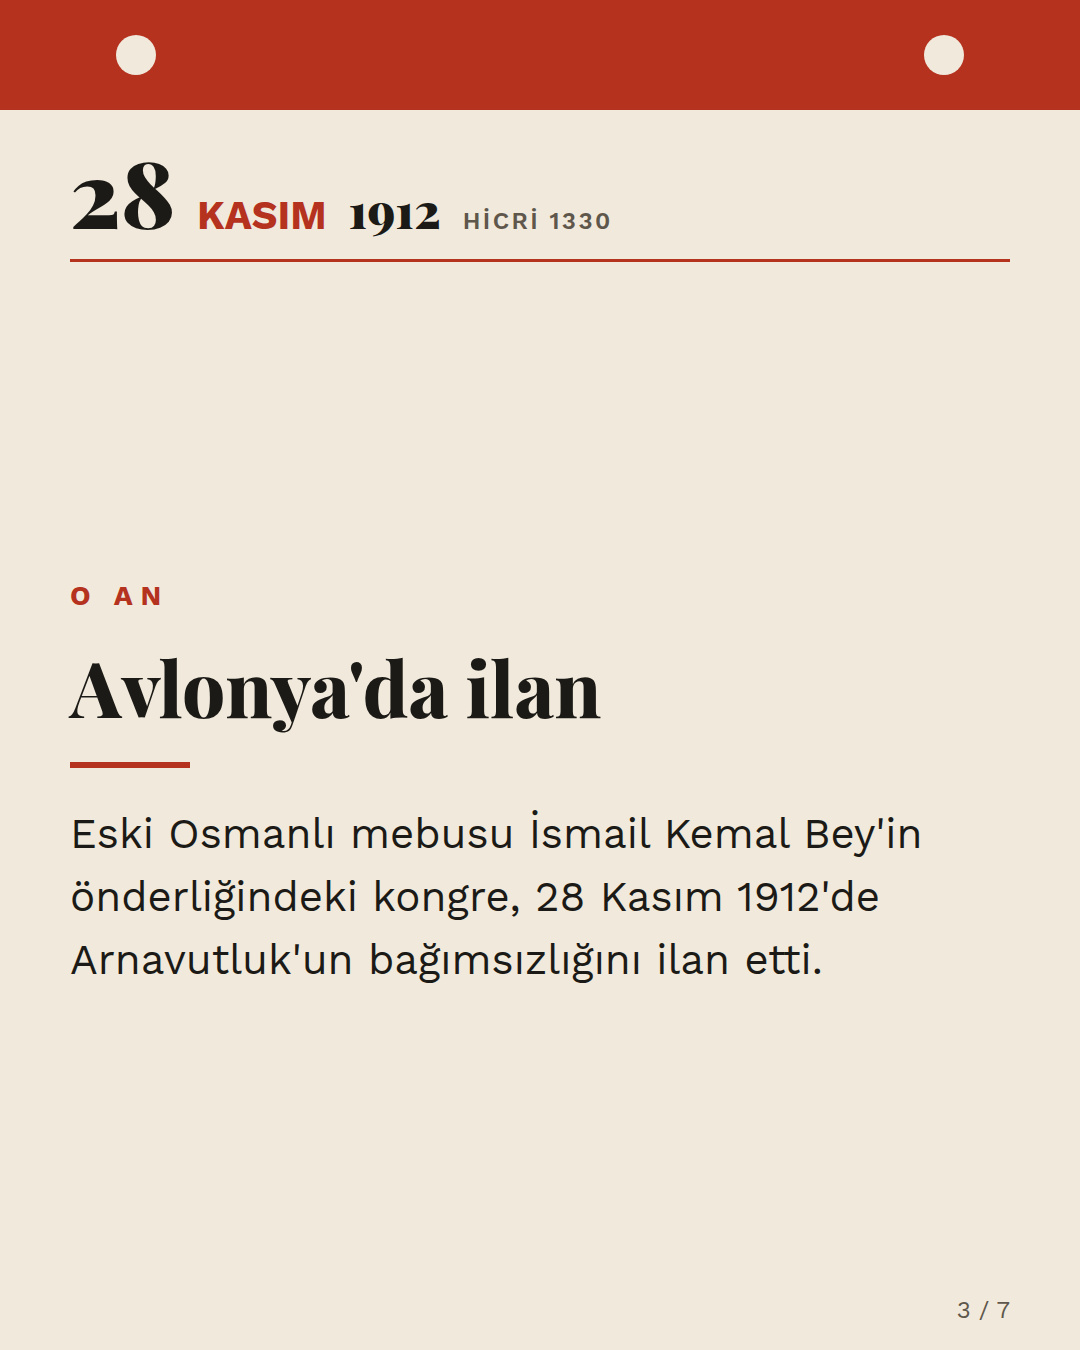 28 KASIM 1912 HİCRİ 1330
O AN
Avlonya'da ilan
Eski Osmanlı mebusu İsmail Kemal Bey'in
önderliğindeki kongre, 28 Kasım 1912'de
Arnavutluk'un bağımsızlığını ilan etti.
3 / 7